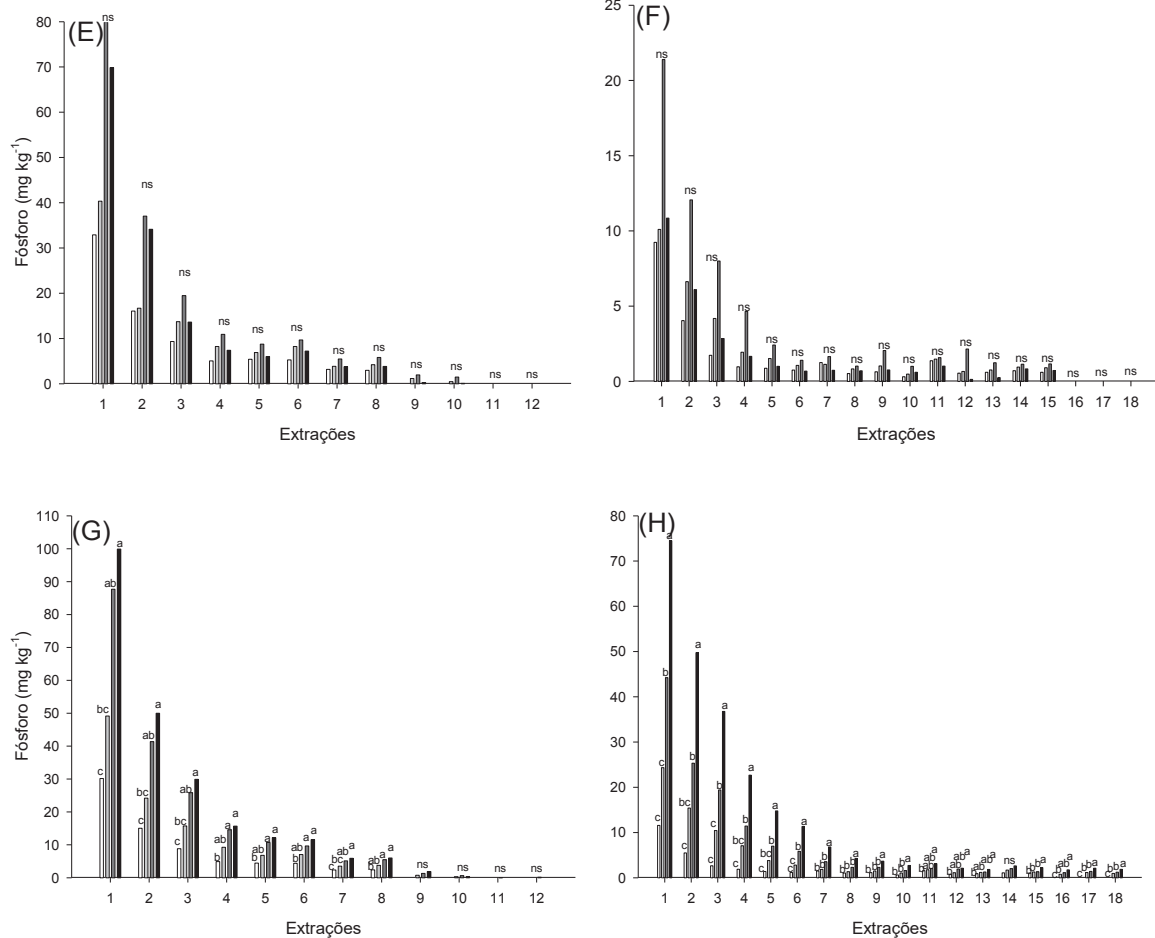 (E)
Fósforo (mg kg-1)
80
70
60
50
40
30
20
10
0
ns
ns
ns
ns ns ns ns ns ns ns ns ns
1 2 3 4 5 6 7 8 9 10 11 12
Extrações
(F)
25
20
15
10
5
0
ns
ns
ns
ns
ns ns ns ns ns ns ns ns ns ns ns ns ns ns
1 2 3 4 5 6 7 8 9 10 11 12 13 14 15 16 17 18
Extrações
(G)
Fósforo (mg kg-1)
110
100
90
80
70
60
50
40
30
20
10
0
c bc ab a
c bc ab a
c bc ab a
b ab a a
b ab a a
b ab a a
c bc ab a
b ab a a
ns ns ns ns
1 2 3 4 5 6 7 8 9 10 11 12
Extrações
(H)
80
70
60
50
40
30
20
10
0
c c b a
c bc b a
c c b a
c bc b a
c bc b a
c c b a
a a a a a a a
ns
a a a a
1 2 3 4 5 6 7 8 9 10 11 12 13 14 15 16 17 18
Extrações